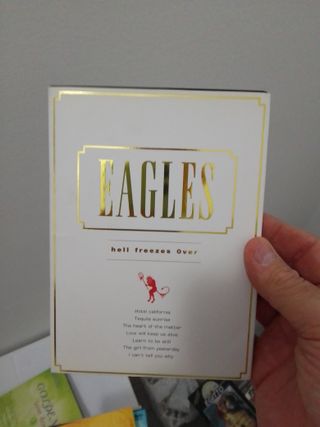 EAGLES
hell freezes Over
Hotel california
Tequila sunrise
The heart of the matter
Love will keep us alive
Learn to be still
The girl from yesterday
I can't tell you why
GOLDEN